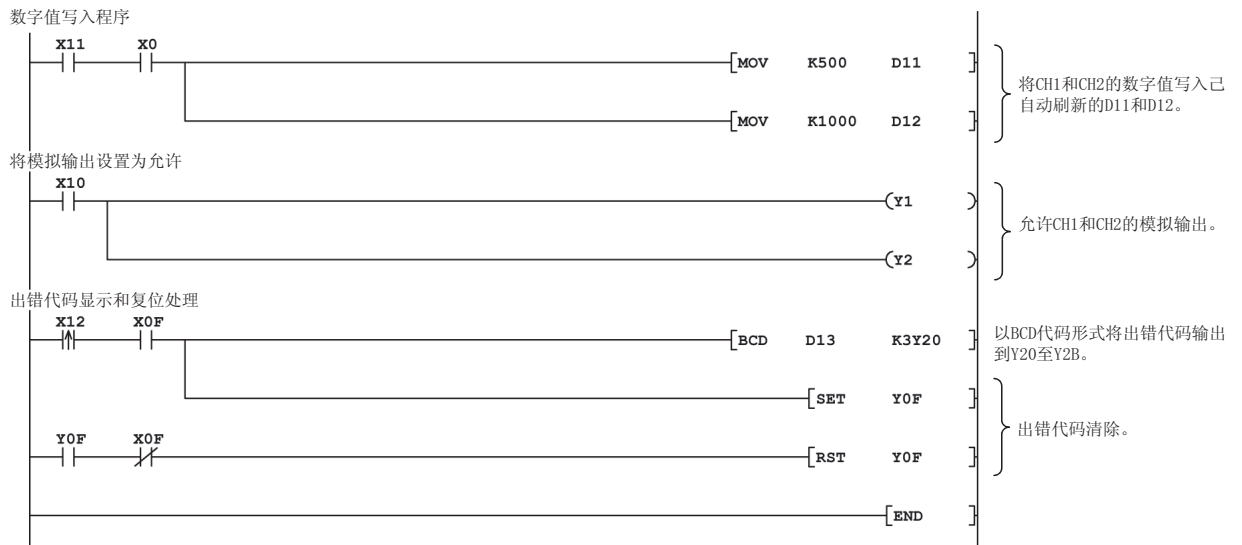 数字值写入程序
X11 X0
MOV K500 D11
将CH1和CH2的数字值写入己
自动刷新的D11和D12。
MOV K1000 D12
将模拟输出设置为允许
X10
Y1
允许CH1和CH2的模拟输出。
Y2
出错代码显示和复位处理
X12 X0F
BCD D13 K3Y20
以BCD代码形式将出错代码输出
到Y20至Y2B。
SET Y0F
出错代码清除。
Y0F X0F
RST Y0F
END